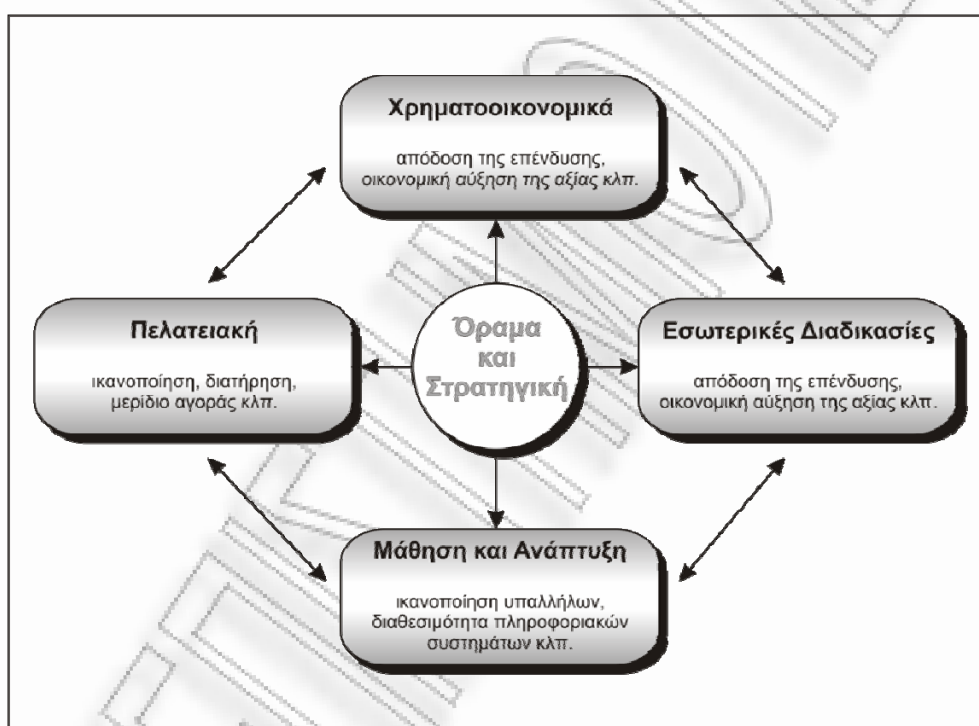 Χρηματοοικονομικά
απόδοση της επένδυσης,
οικονομική αύξηση της αξίας κλπ.
Πελατειακή
ικανοποίηση, διατήρηση,
μερίδιο αγοράς κλπ.
Όραμα
και
Στρατηγική
Εσωτερικές Διαδικασίες
απόδοση της επένδυσης,
οικονομική αύξηση της αξίας κλπ.
Μάθηση και Ανάπτυξη
ικανοποίηση υπαλλήλων,
διαθεσιμότητα πληροφοριακών
συστημάτων κλπ.